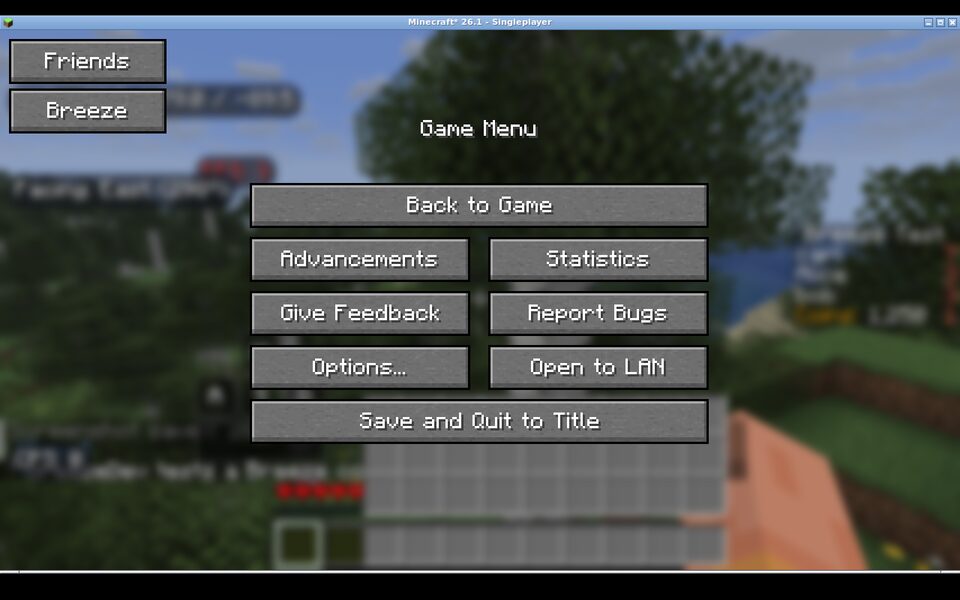 Minecraft* 26.1 - Singleplayer
Friends
Breeze
Game Menu
Back to Game
Advancements
Statistics
Give Feedback
Report Bugs
Options...
Open to LAN
Save and Quit to Title